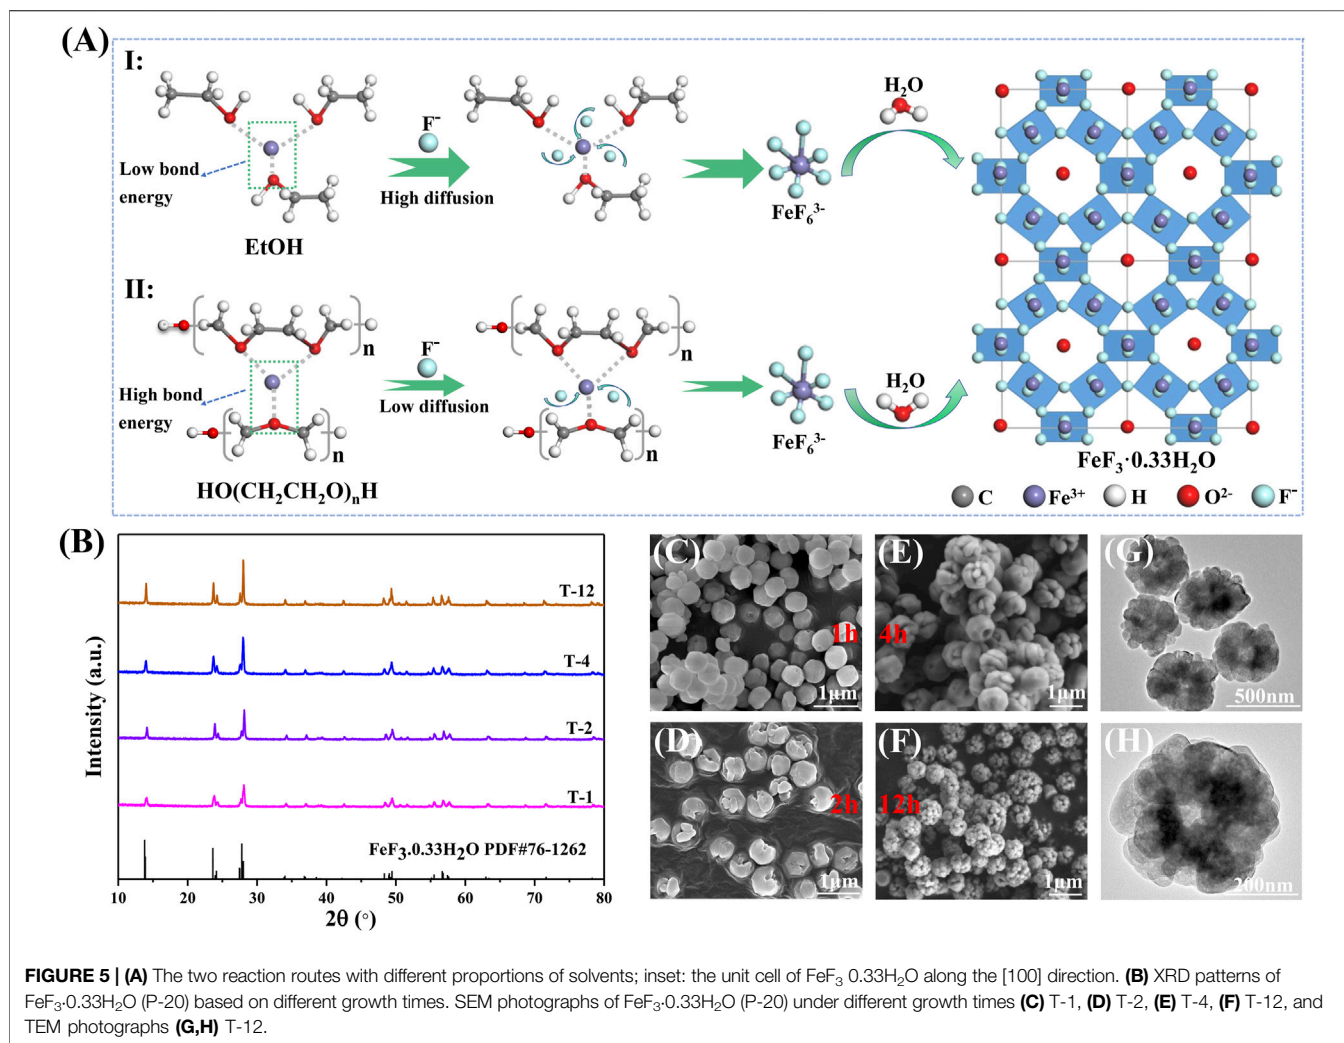 (A)
I:
Low bond
energy
EtOH
F⁻
High diffusion
FeF₆³⁻
H₂O
II:
n
n
High bond
energy
HO(CH₂CH₂O)ₙH
F⁻
Low diffusion
n
n
FeF₆³⁻
H₂O
FeF₃·0.33H₂O
C Fe³⁺ H O²⁻ F⁻
(B)
Intensity (a.u.)
T-12
T-4
T-2
T-1
FeF₃.0.33H₂O PDF#76-1262
10 20 30 40 50 60 70 80
2θ (°)
(C)
1h
1μm
(E)
4h
1μm
(G)
500nm
(D)
2h
1μm
(F)
12h
1μm
(H)
200nm
FIGURE 5 | (A) The two reaction routes with different proportions of solvents; inset: the unit cell of FeF₃ 0.33H₂O along the [100] direction. (B) XRD patterns of
FeF₃·0.33H₂O (P-20) based on different growth times. SEM photographs of FeF₃·0.33H₂O (P-20) under different growth times (C) T-1, (D) T-2, (E) T-4, (F) T-12, and
TEM photographs (G,H) T-12.